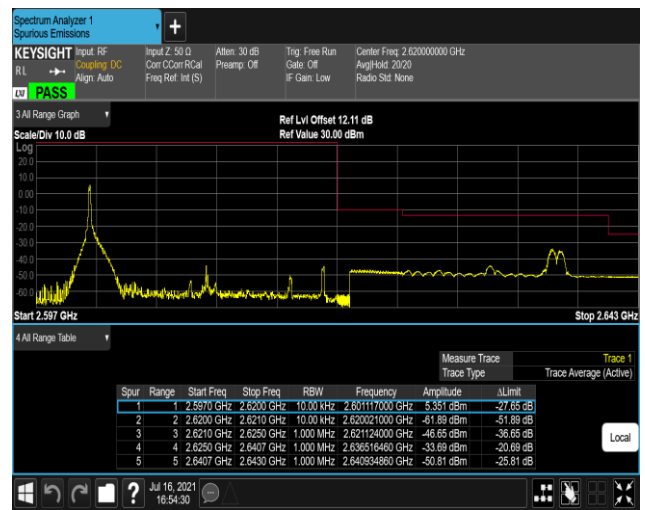 Spectrum Analyzer 1
Spurious Emissions
+
KEYSIGHT Input: RF Input Z: 50 Ω Atten: 30 dB Trig: Free Run Center Freq: 2.620000000 GHz
R L Coupling: DC Corr CCorr RCal Preamp: Off Gate: Off Avg|Hold: 20/20
Align: Auto Freq Ref: Int (S) IF Gain: Low Radio Std: None
LXI PASS
3 All Range Graph
Ref Lvl Offset 12.11 dB
Scale/Div 10.0 dB Ref Value 30.00 dBm
Log
20.0
10.0
0.00
-10.0
-20.0
-30.0
-40.0
-50.0
-60.0
Start 2.597 GHz Stop 2.643 GHz
4 All Range Table
Measure Trace Trace 1
Trace Type Trace Average (Active)
Spur Range Start Freq Stop Freq RBW Frequency Amplitude ΔLimit
1 1 2.5970 GHz 2.6200 GHz 10.00 kHz 2.601117000 GHz 5.351 dBm -27.65 dB
2 2 2.6200 GHz 2.6210 GHz 10.00 kHz 2.620021000 GHz -61.89 dBm -51.89 dB
3 3 2.6210 GHz 2.6250 GHz 1.000 MHz 2.621124000 GHz -46.65 dBm -36.65 dB
4 4 2.6250 GHz 2.6407 GHz 1.000 MHz 2.636516460 GHz -33.69 dBm -20.69 dB
5 5 2.6407 GHz 2.6430 GHz 1.000 MHz 2.640934860 GHz -50.81 dBm -25.81 dB
Local
? Jul 16, 2021
16:54:30